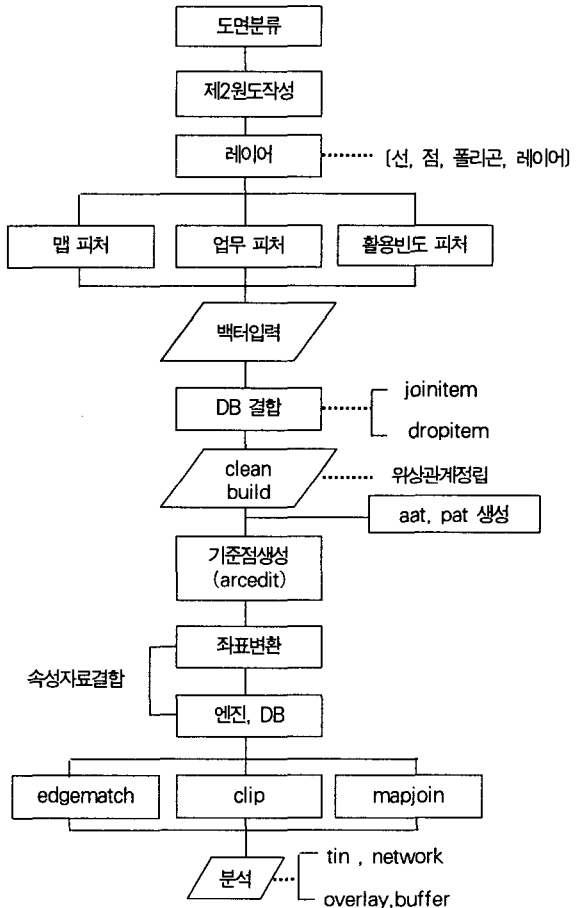 도면분류
제2원도작성
레이어
[선, 점, 폴리곤, 레이어]
맵 피처
업무 피처
활용빈도 피처
백터입력
DB 결합
joinitem
dropitem
clean
build
위상관계정립
aat, pat 생성
기준점생성
(arcedit)
좌표변환
속성자료결합
엔진, DB
edgematch
clip
mapjoin
분석
tin , network
overlay,buffer